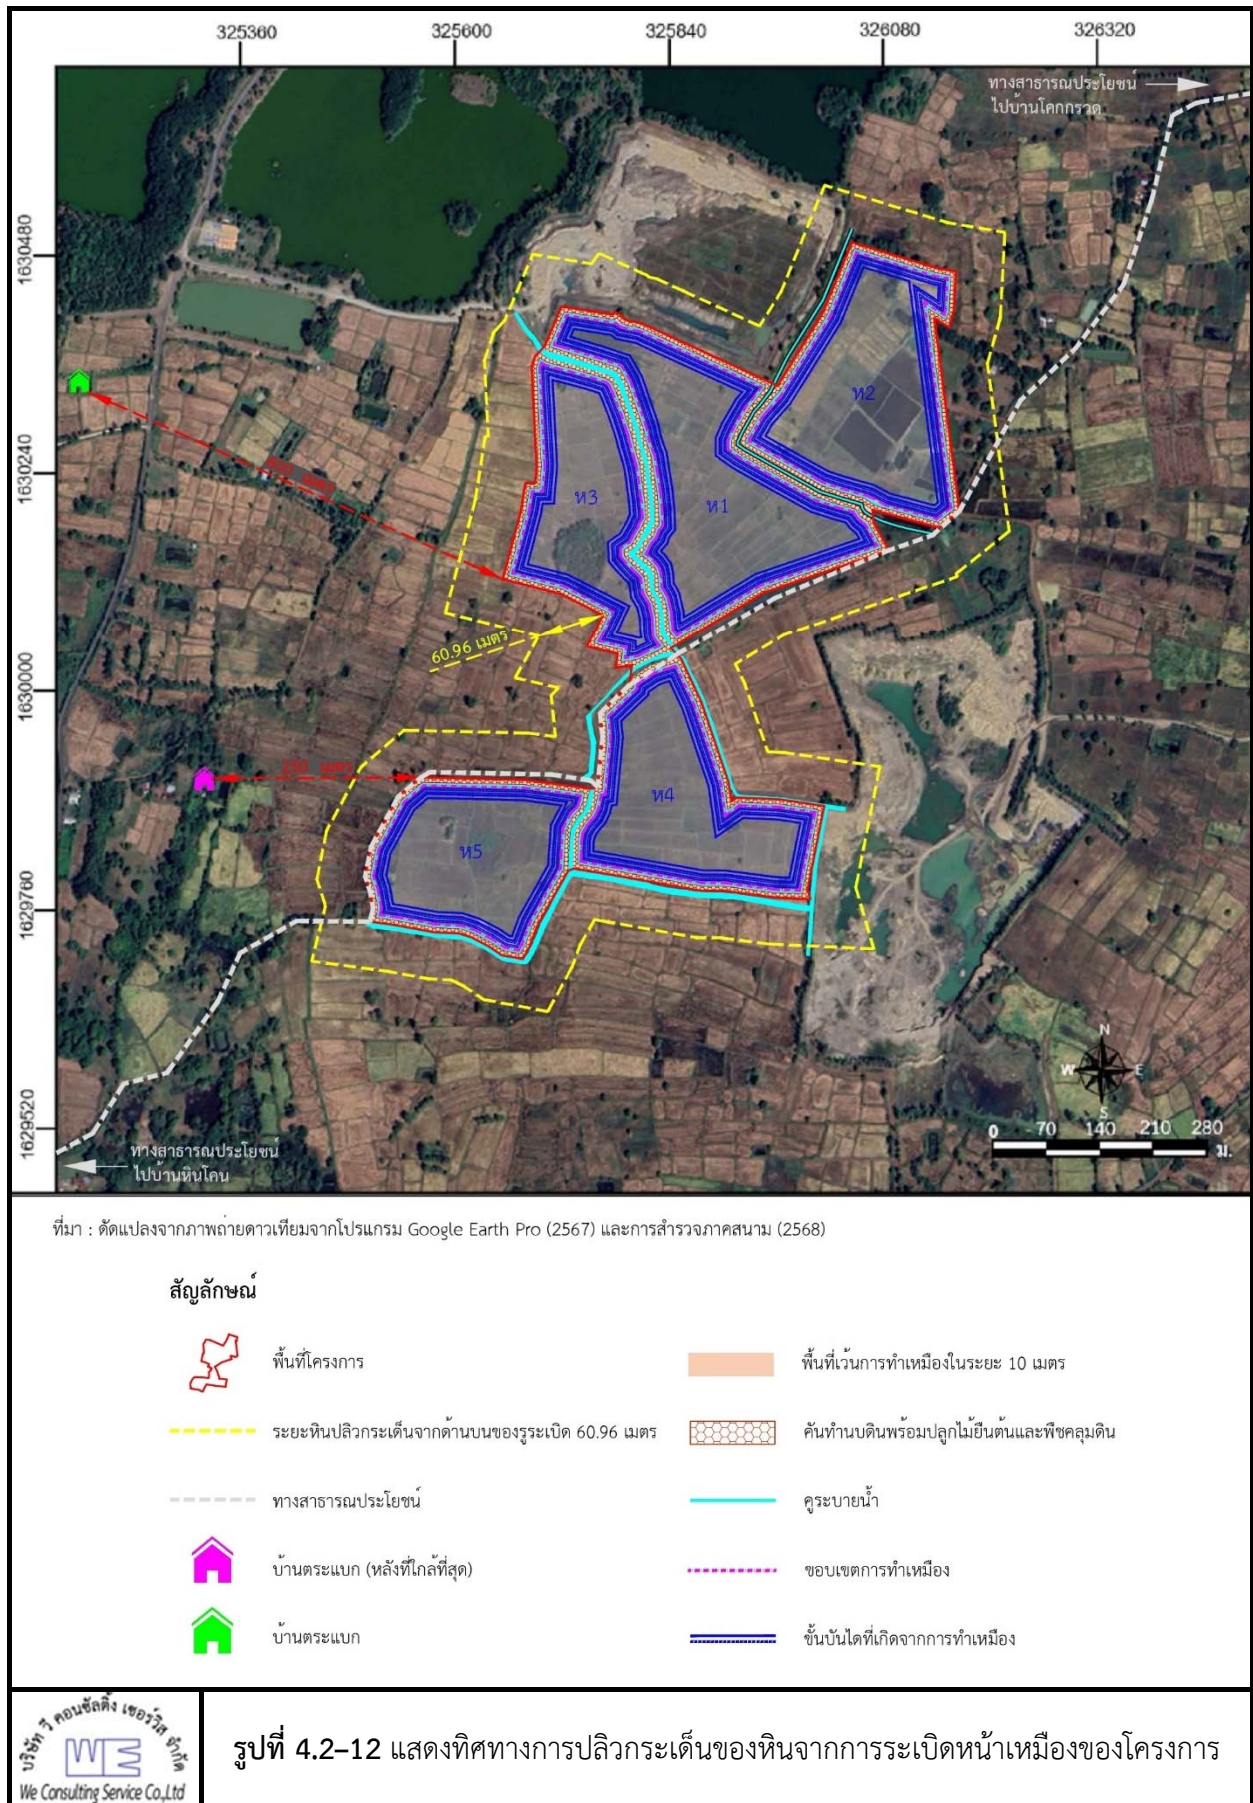 325360 325600 325840 326080 326320
ทางสาธารณประโยชน์
ไปบ้านโคกกรวด
1630480
1630240
1630000
1629760
1629520
ห2
ห3
ห1
60.96 เมตร
ห4
ห5
เมตร
เมตร
N
W E
S
0 70 140 210 280
ม.
ทางสาธารณประโยชน์
ไปบ้านหินโคน
ที่มา : ดัดแปลงจากภาพถ่ายดาวเทียมจากโปรแกรม Google Earth Pro (2567) และการสำรวจภาคสนาม (2568)
สัญลักษณ์
พื้นที่โครงการ
พื้นที่เว้นการทำเหมืองในระยะ 10 เมตร
ระยะหินปลิวกระเด็นจากด้านบนของรูระเบิด 60.96 เมตร
คันทำนบดินพร้อมปลูกไม้ยืนต้นและพืชคลุมดิน
ทางสาธารณประโยชน์
คูระบายน้ำ
บ้านตระแบก (หลังที่ใกล้ที่สุด)
ขอบเขตการทำเหมือง
บ้านตระแบก
ขั้นบันไดที่เกิดจากการทำเหมือง
บริษัท วี คอนซัลติ้ง เซอร์วิส จำกัด
WE
We Consulting Service Co.,Ltd
รูปที่ 4.2–12 แสดงทิศทางการปลิวกระเด็นของหินจากการระเบิดหน้าเหมืองของโครงการ